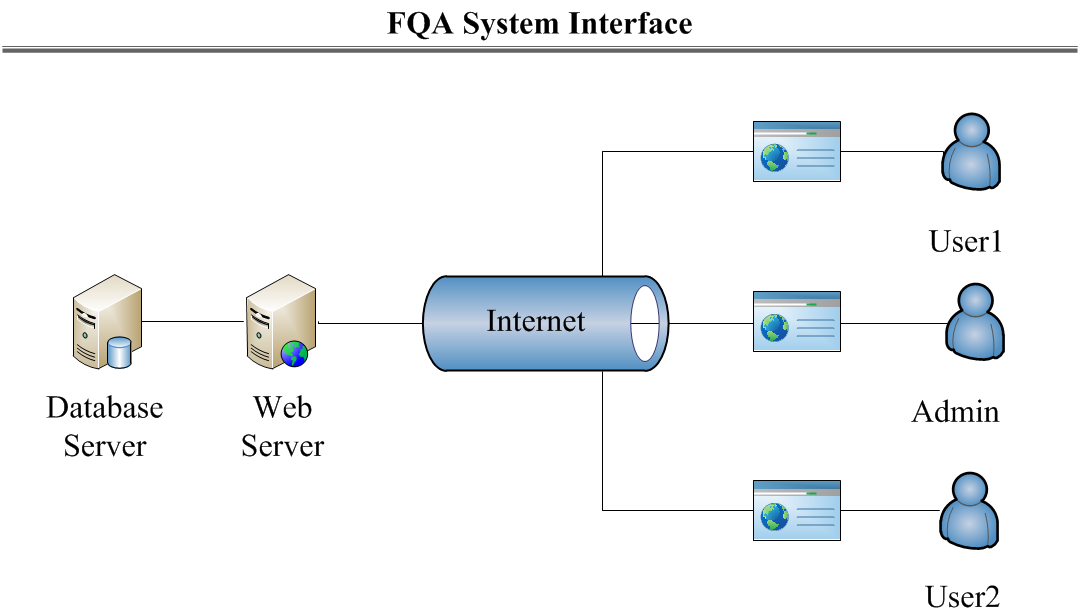 FQA System Interface
User1
Internet
Database
Server
Web
Server
Admin
User2